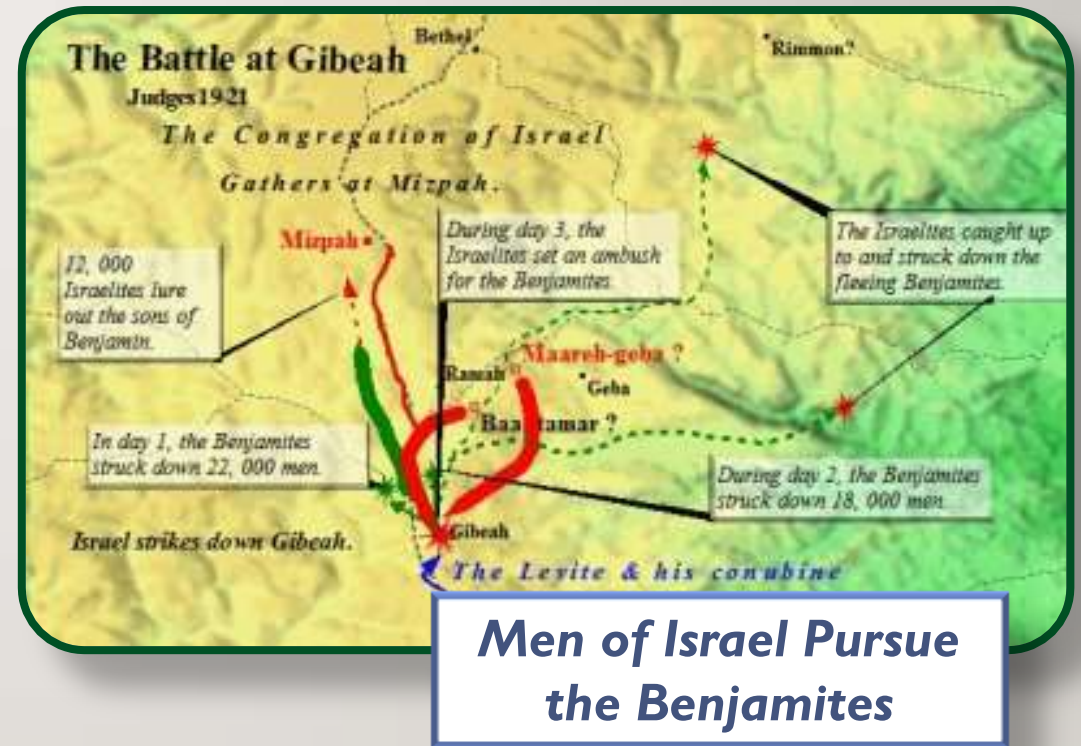 The Battle at Gibeah
Judges 19 21
Bethel
Rimmon?
The Congregation of Israel
Gathers at Mizpah.
Mizpah
During day 3, the
Israelites set an ambush
for the Benjamites.
The Israelites caught up
to and struck down the
fleeing Benjamites.
12, 000
Israelites lure
out the sons of
Benjamin.
Maareh-geba ?
Ramah
Geba
Baal tamar ?
In day 1, the Benjamites
struck down 22, 000 men.
During day 2, the Benjamites
struck down 18, 000 men.
Israel strikes down Gibeah.
Gibeah
The Levite & his conubine
Men of Israel Pursue
the Benjamites